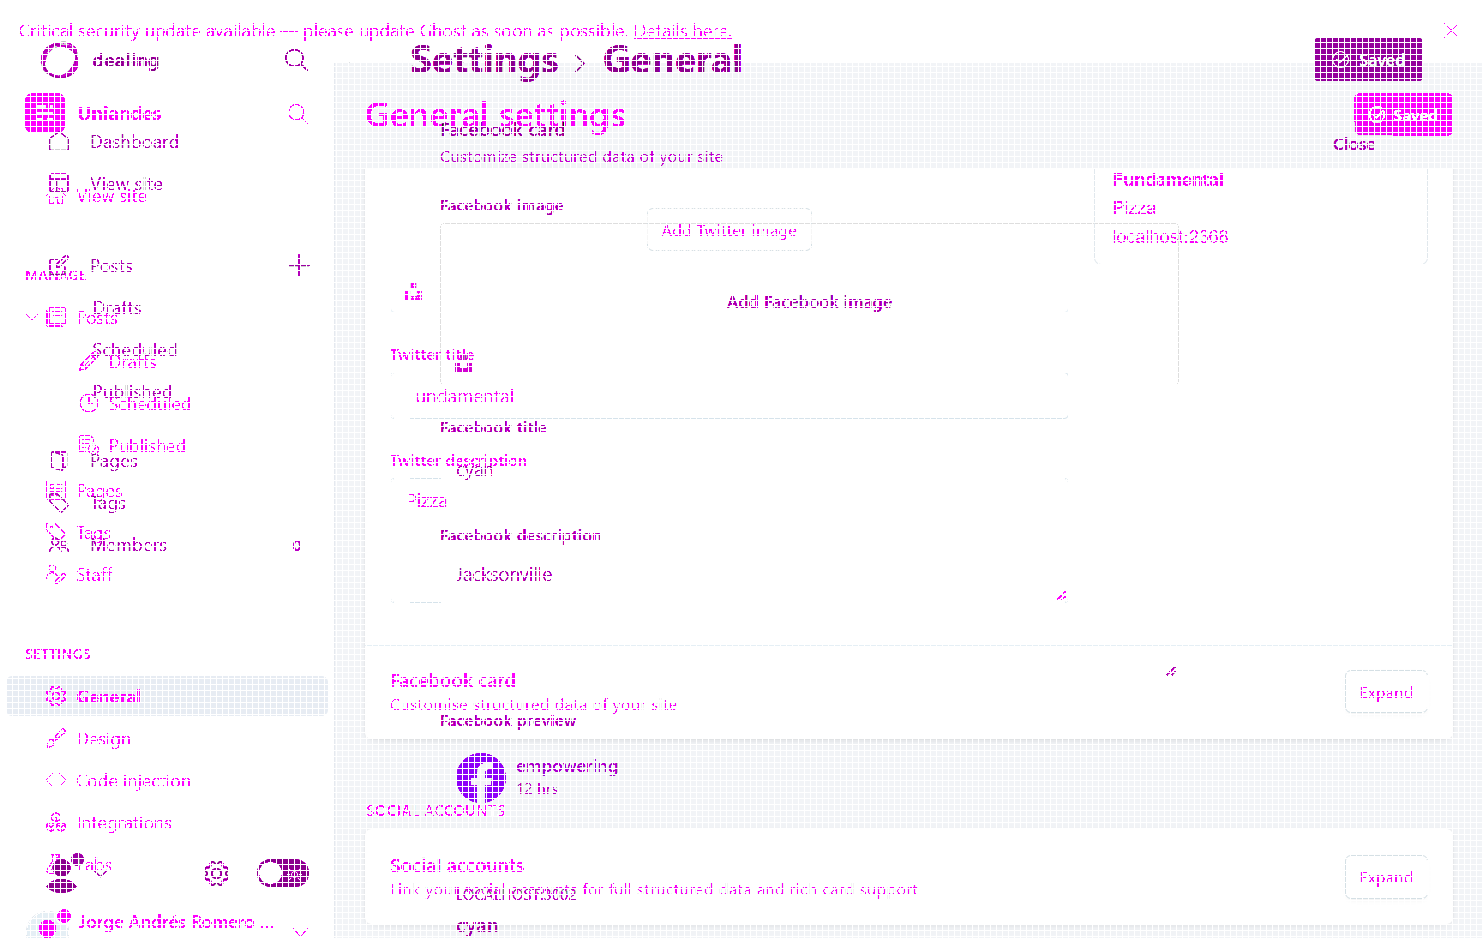 Critical security update available — please update Ghost as soon as possible. Details here.
dealing
Settings › General
Saved
Uniandes
General settings
Saved
Facebook card
Close
Dashboard
Customize structured data of your site
View site
View site
Fundamental
Facebook image
Pizza
Add Twitter image
localhost:2368
Posts
MANAGE
Drafts
Add Facebook image
Posts
Scheduled
Twitter title
Drafts
Published
undamental
Scheduled
Facebook title
Published
Pages
Twitter description
cyan
Pages
Tags
Pizza
Tags
Facebook description
Members
0
Staff
Jacksonville
SETTINGS
Facebook card
General
Expand
Customise structured data of your site
Facebook preview
Design
empowering
Code injection
12 hrs
SOCIAL ACCOUNTS
Integrations
Labs
Social accounts
Expand
Link your social accounts for full structured data and rich card support
cyan
Jorge Andrés Romero ...